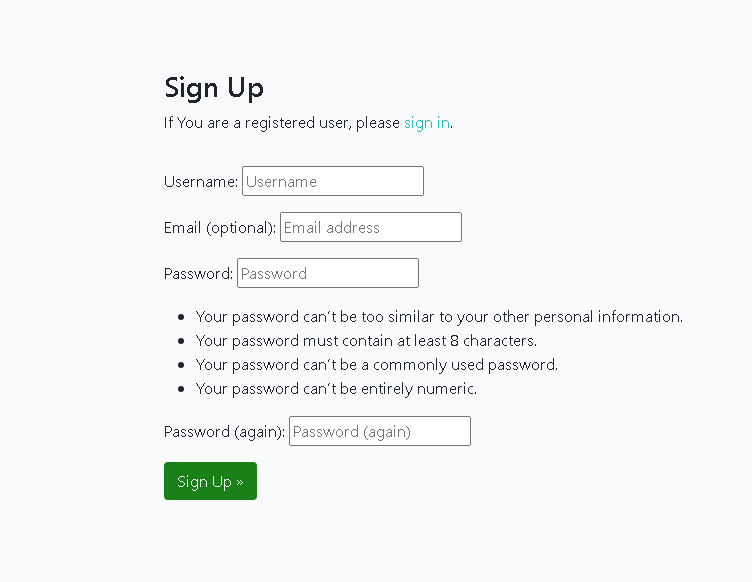 Sign Up
If You are a registered user, please sign in.
Username: Username
Email (optional): Email address
Password: Password
• Your password can’t be too similar to your other personal information.
• Your password must contain at least 8 characters.
• Your password can’t be a commonly used password.
• Your password can’t be entirely numeric.
Password (again): Password (again)
Sign Up »